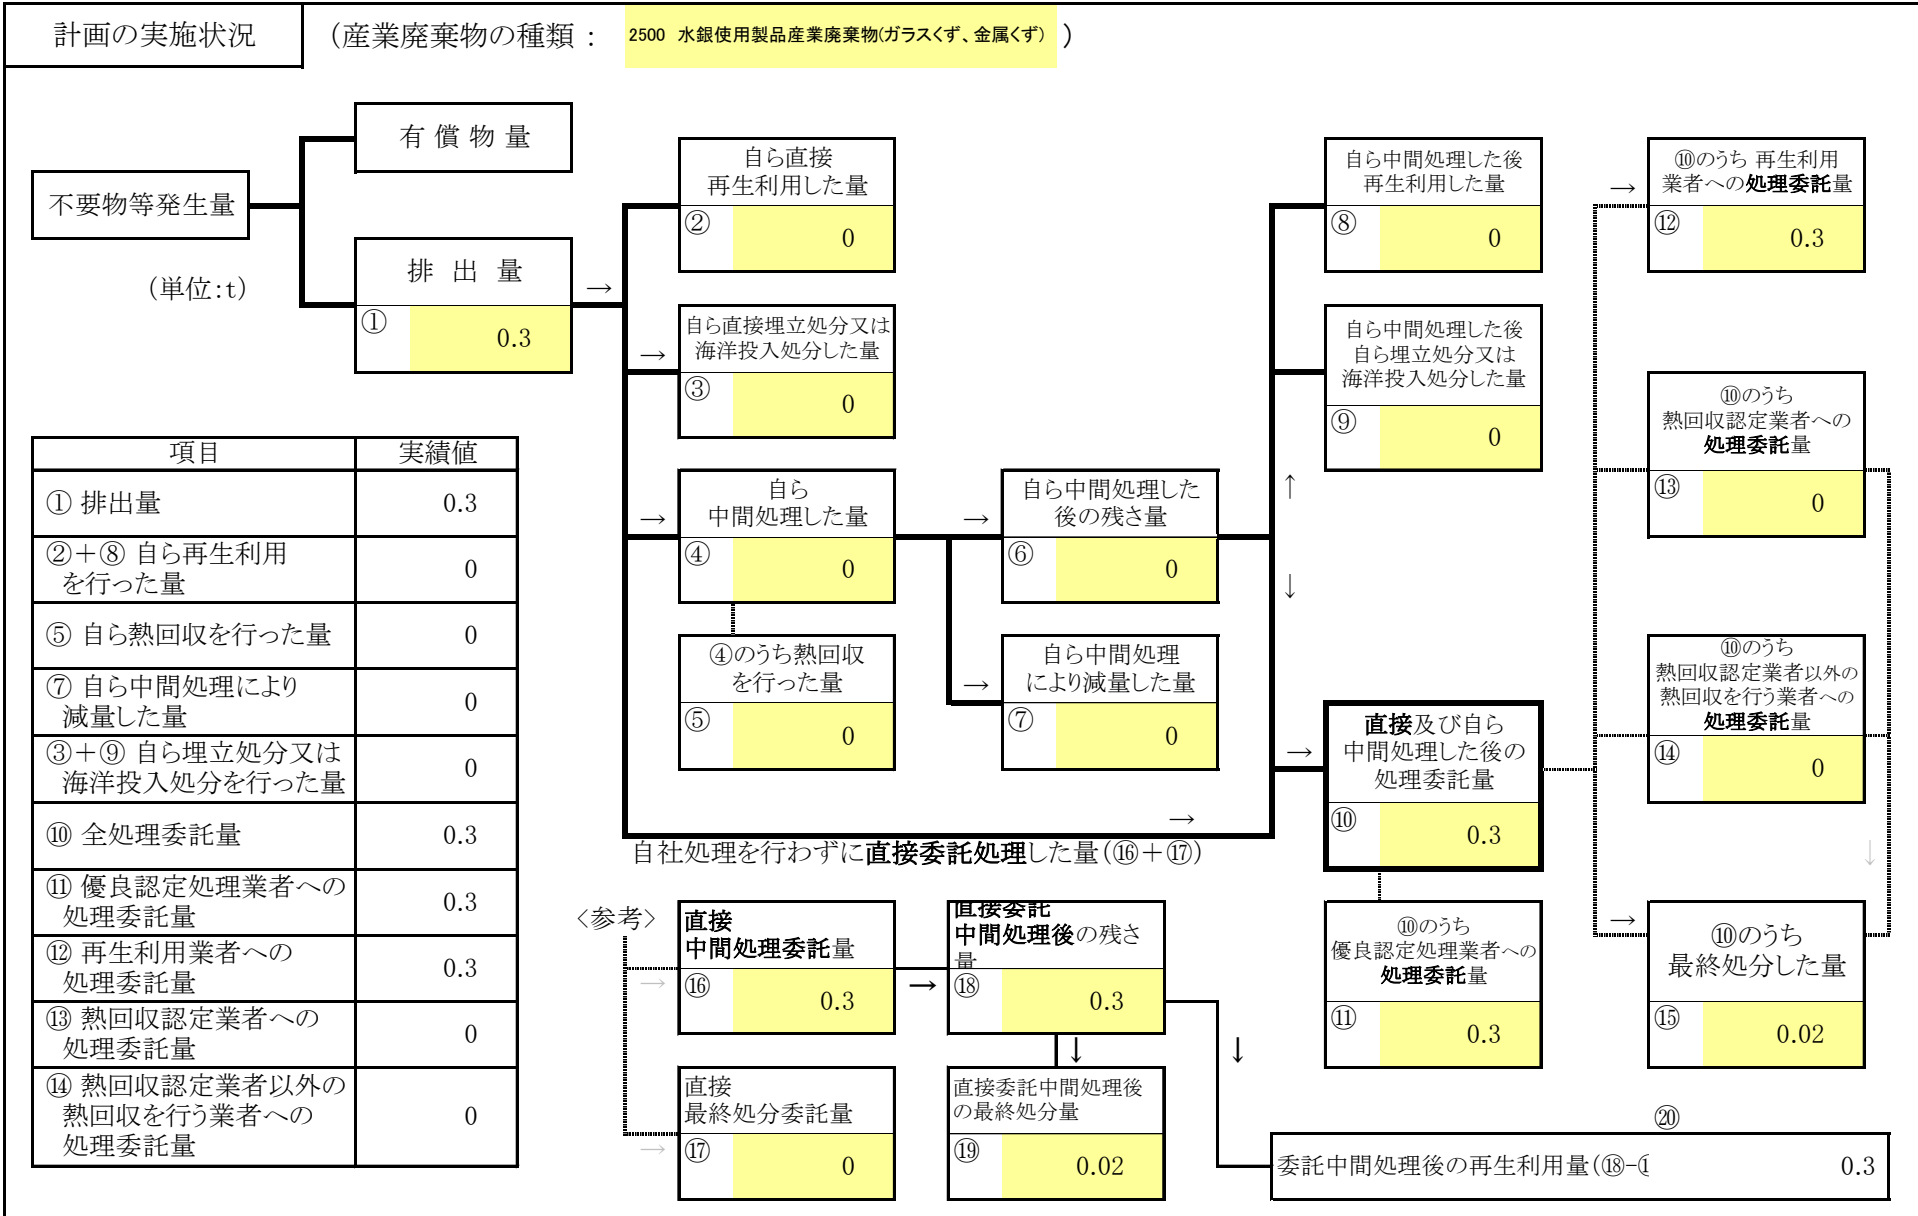 計画の実施状況
（産業廃棄物の種類：
2500 水銀使用製品産業廃棄物(ガラスくず、金属くず)
）
不要物等発生量
(単位:t)
有償物量
排出量
→
①
0.3
自ら直接
再生利用した量
②
0
→
自ら直接埋立処分又は
海洋投入処分した量
③
0
→
自ら
中間処理した量
④
0
④のうち熱回収
を行った量
⑤
0
→
自ら中間処理した
後の残さ量
⑥
0
→
自ら中間処理
により減量した量
⑦
0
↑
↓
自ら中間処理した後
再生利用した量
⑧
0
自ら中間処理した後
自ら埋立処分又は
海洋投入処分した量
⑨
0
→
直接及び自ら
中間処理した後の
処理委託量
⑩
0.3
→
自社処理を行わずに直接委託処理した量(⑯＋⑰)
⑩のうち
優良認定処理業者への
処理委託量
⑪
0.3
→
⑩のうち 再生利用
業者への処理委託量
⑫
0.3
⑩のうち
熱回収認定業者への
処理委託量
⑬
0
⑩のうち
熱回収認定業者以外の
熱回収を行う業者への
処理委託量
⑭
0
↓
→
⑩のうち
最終処分した量
⑮
0.02
項目 実績値
① 排出量 0.3
②＋⑧ 自ら再生利用
を行った量 0
⑤ 自ら熱回収を行った量 0
⑦ 自ら中間処理により
減量した量 0
③＋⑨ 自ら埋立処分又は
海洋投入処分を行った量 0
⑩ 全処理委託量 0.3
⑪ 優良認定処理業者への
処理委託量 0.3
⑫ 再生利用業者への
処理委託量 0.3
⑬ 熱回収認定業者への
処理委託量 0
⑭ 熱回収認定業者以外の
熱回収を行う業者への
処理委託量 0
〈参考〉
→
直接
中間処理委託量
⑯
0.3
→
直接
最終処分委託量
⑰
0
→
直接委託
中間処理後の残さ
量
⑱
0.3
↓
直接委託中間処理後
の最終処分量
⑲
0.02
↓
⑳
委託中間処理後の再生利用量(⑱-
0.3